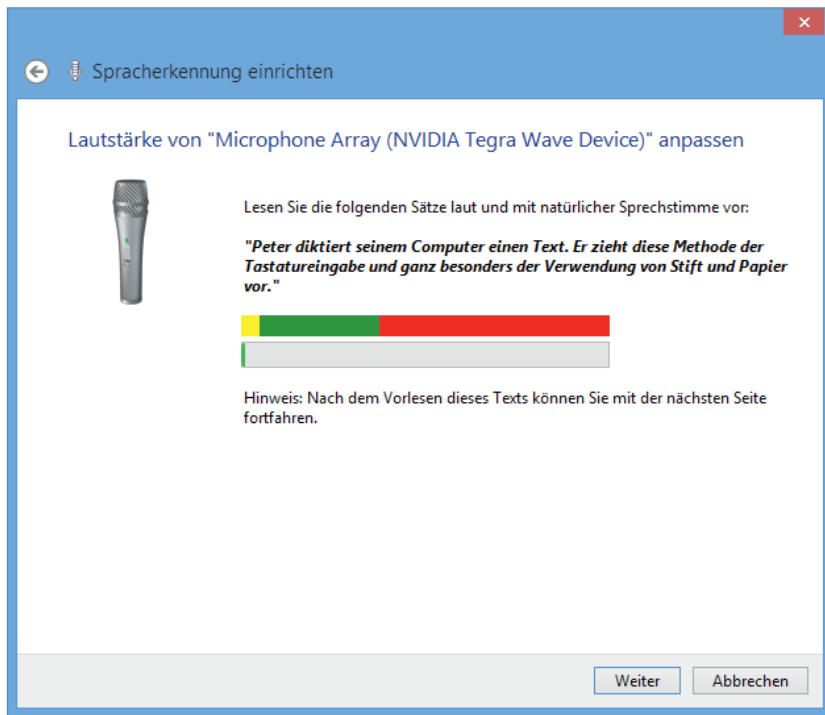 Spracherkennung einrichten
Lautstärke von "Microphone Array (NVIDIA Tegra Wave Device)" anpassen
Lesen Sie die folgenden Sätze laut und mit natürlicher Sprechstimme vor:
"Peter diktiert seinem Computer einen Text. Er zieht diese Methode der
Tastatureingabe und ganz besonders der Verwendung von Stift und Papier
vor."
Hinweis: Nach dem Vorlesen dieses Texts können Sie mit der nächsten Seite
fortfahren.
Weiter Abbrechen